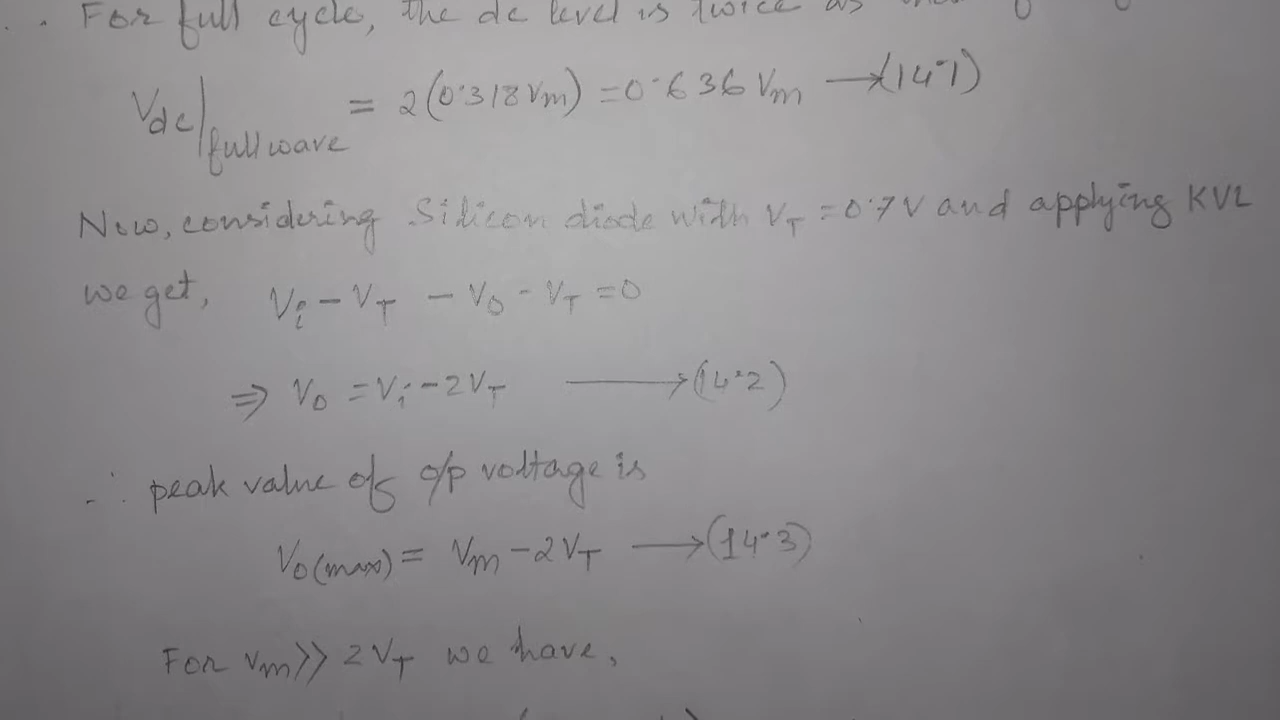 ∴ For full cycle, the dc level is twice as
Vdc|full wave = 2(0.318 Vm) = 0.636 Vm → (14.1)
Now, considering Silicon diode with VT = 0.7V and applying KVL
we get, Vi - VT - VO - VT = 0
⇒ VO = Vi - 2VT → (14.2)
∴ peak value of o/p voltage is
VO(max) = Vm - 2VT → (14.3)
For Vm >> 2VT we have,